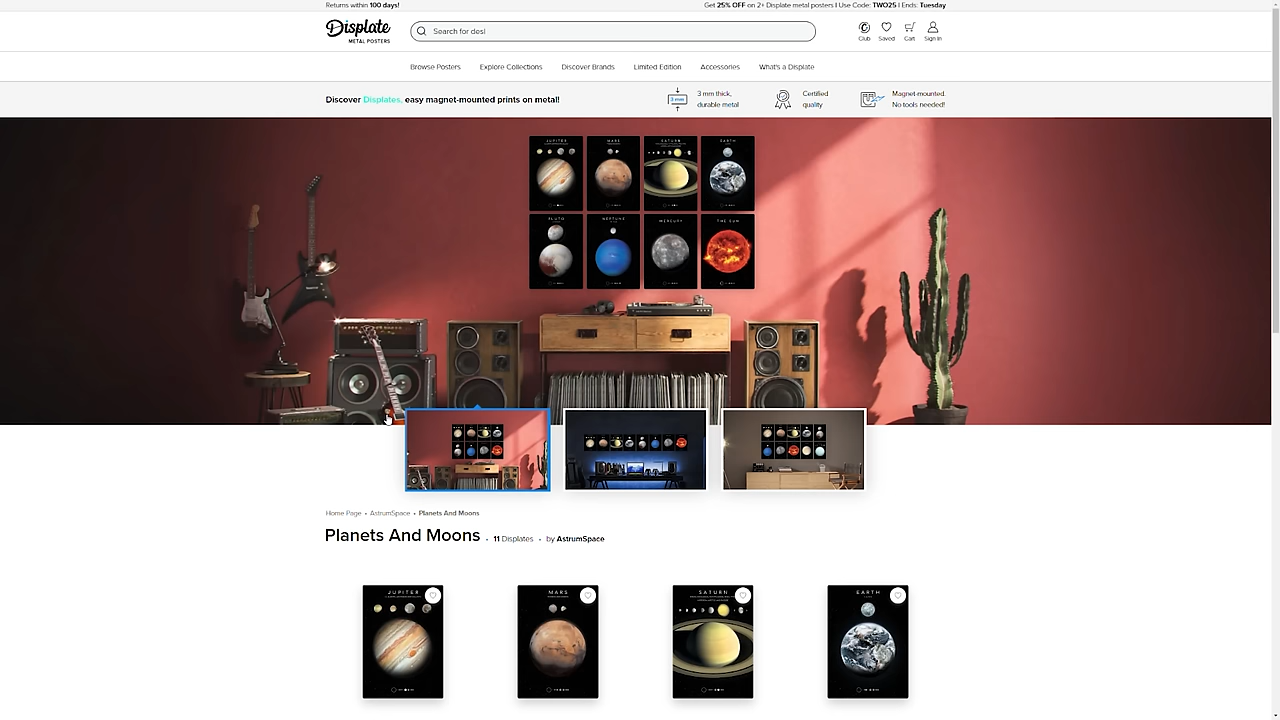 Returns within 100 days!
Get 25% OFF on 2+ Displate metal posters | Use Code: TWO25 | Ends: Tuesday
Displate
METAL POSTERS
Search for desi
Club
Saved
Cart
Sign In
Browse Posters
Explore Collections
Discover Brands
Limited Edition
Accessories
What's a Displate
Discover Displates, easy magnet-mounted prints on metal!
3 mm
3 mm thick,
durable metal
Certified
quality
Magnet-mounted.
No tools needed!
JUPITER
MARS
SATURN
EARTH
PLUTO
NEPTUNE
MERCURY
THE SUN
Home Page • AstrumSpace • Planets And Moons
Planets And Moons • 11 Displates • by AstrumSpace
JUPITER
MARS
SATURN
EARTH